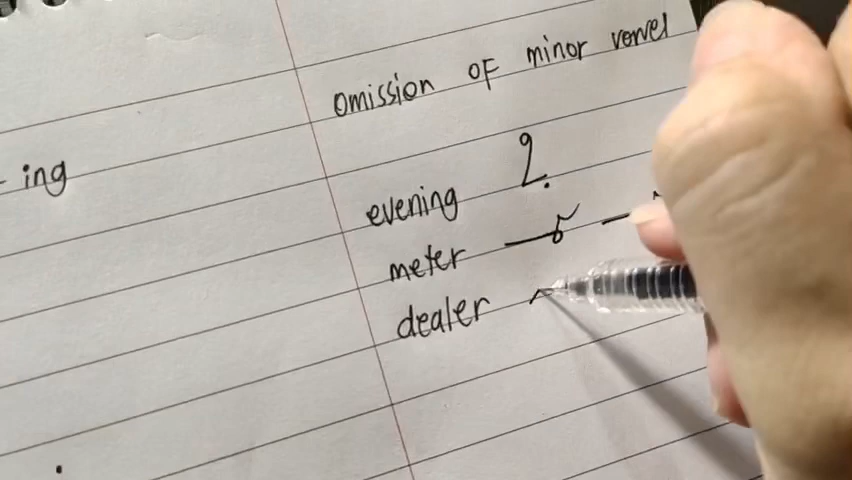 omission of minor vowel
- ing
evening
meter
dealer